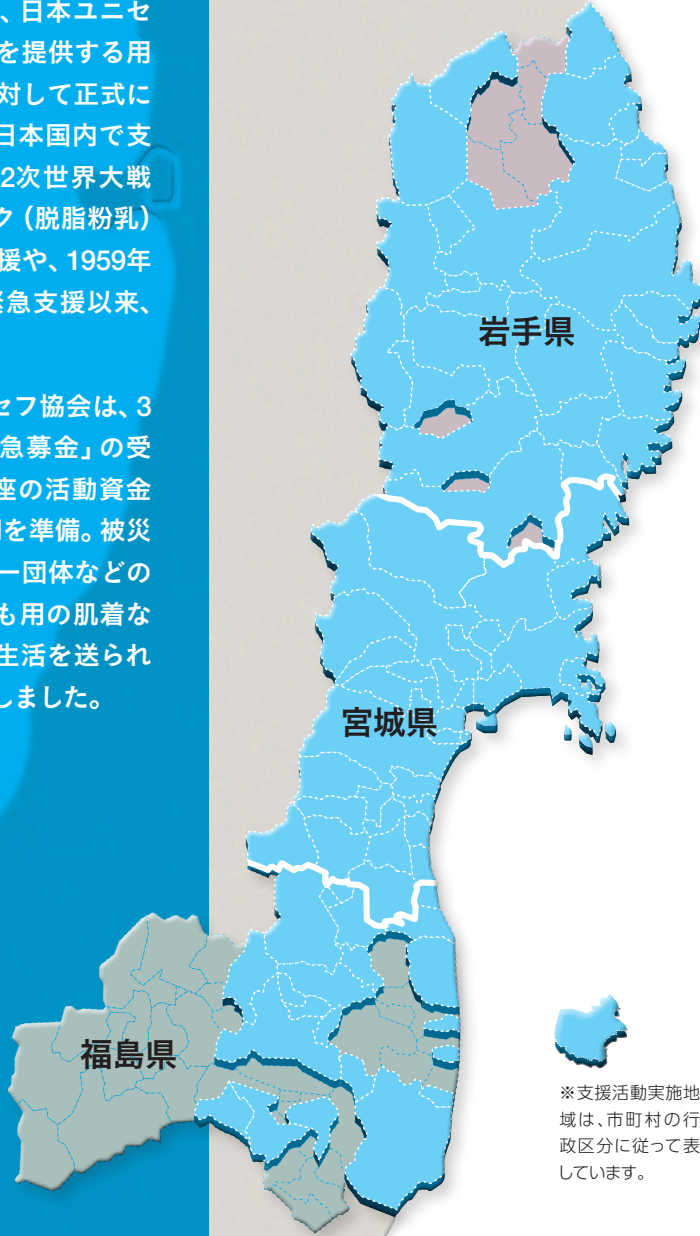 、日本ユニセ
を提供する用
対して正式に
日本国内で支
2次世界大戦
ク（脱脂粉乳）
援や、1959年
緊急支援以来、
セフ協会は、3
急募金」の受
座の活動資金
を準備。被災
ー団体などの
も用の肌着な
生活を送られ
しました。
岩手県
宮城県
福島県
※支援活動実施地
域は、市町村の行
政区分に従って表
しています。